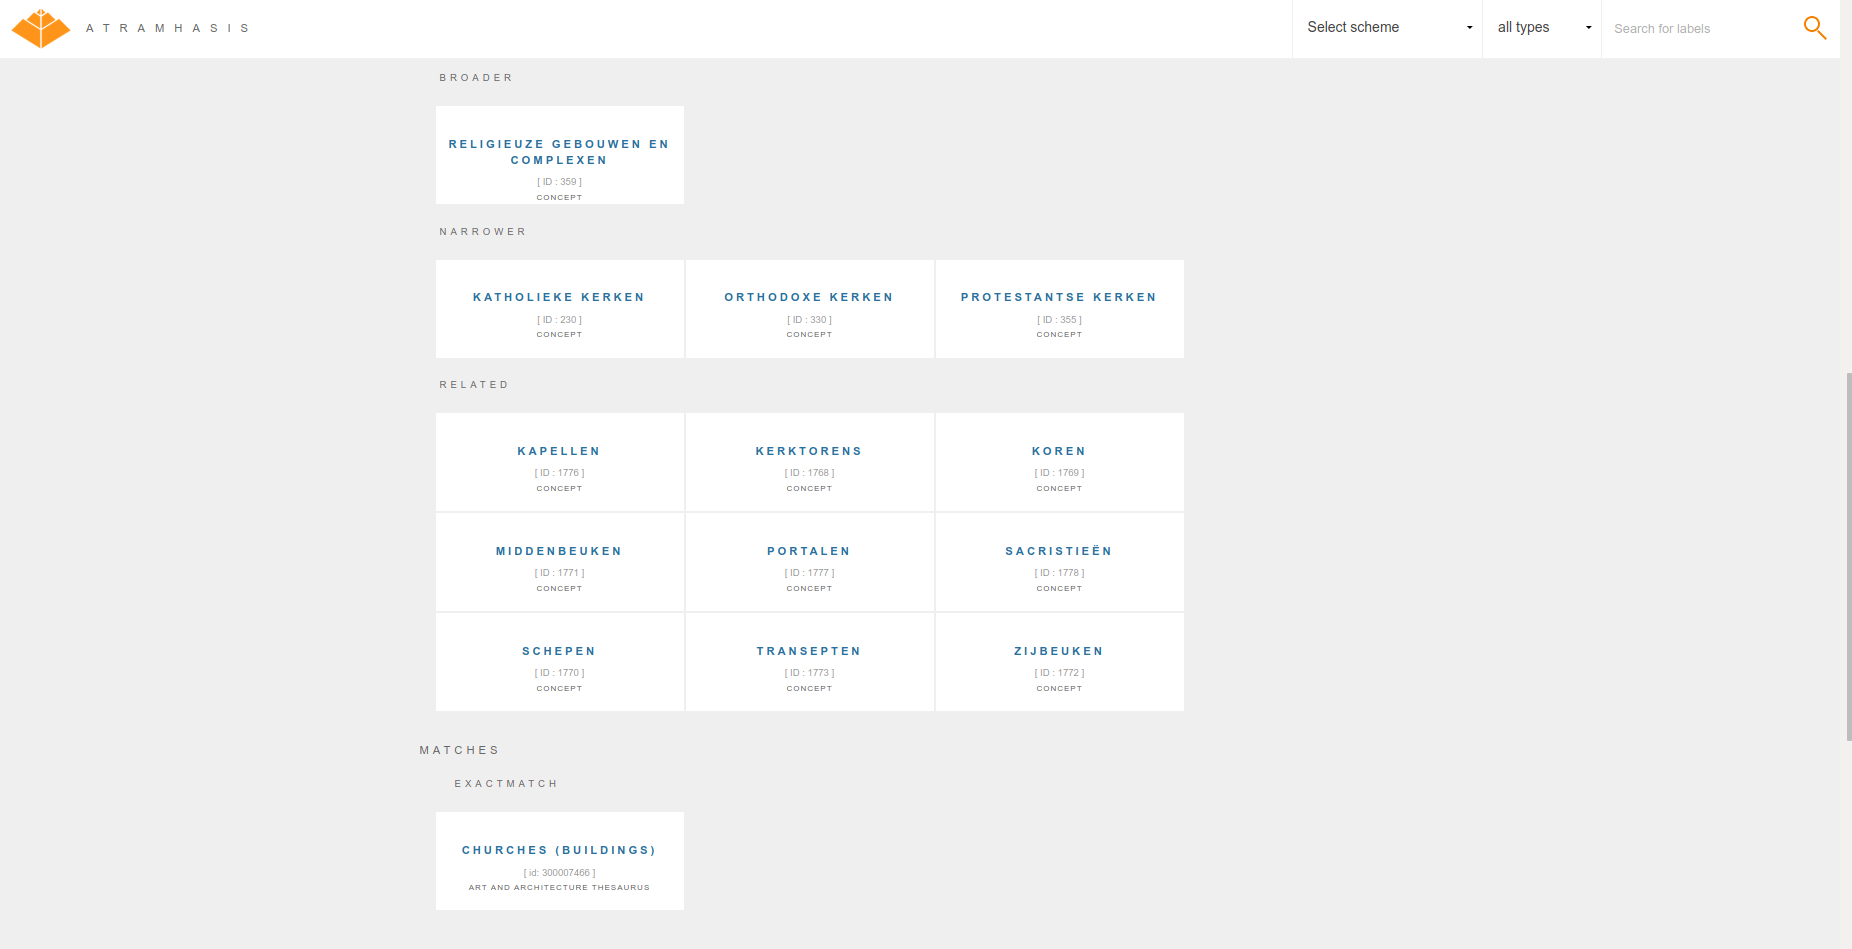 ATRAMHASIS
Select scheme
all types
Search for labels
BROADER
RELIGIEUZE GEBOUWEN EN
COMPLEXEN
[ ID : 359 ]
CONCEPT
NARROWER
KATHOLIEKE KERKEN
[ ID : 230 ]
CONCEPT
ORTHODOXE KERKEN
[ ID : 330 ]
CONCEPT
PROTESTANTSE KERKEN
[ ID : 355 ]
CONCEPT
RELATED
KAPELLEN
[ ID : 1776 ]
CONCEPT
KERKTORENS
[ ID : 1768 ]
CONCEPT
KOREN
[ ID : 1769 ]
CONCEPT
MIDDENBEUKEN
[ ID : 1771 ]
CONCEPT
PORTALEN
[ ID : 1777 ]
CONCEPT
SACRISTIEËN
[ ID : 1778 ]
CONCEPT
SCHEPEN
[ ID : 1770 ]
CONCEPT
TRANSEPTEN
[ ID : 1773 ]
CONCEPT
ZIJBEUKEN
[ ID : 1772 ]
CONCEPT
MATCHES
EXACTMATCH
CHURCHES (BUILDINGS)
[ id: 300007466 ]
ART AND ARCHITECTURE THESAURUS